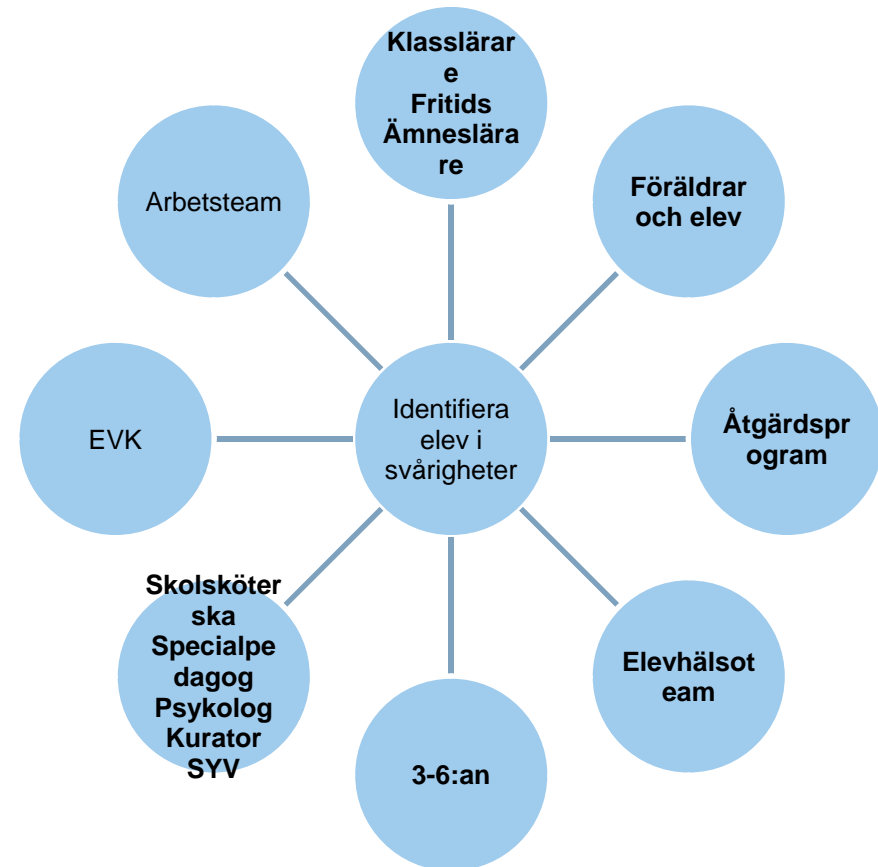 Klasslärar
e
Fritids
Ämneslära
re
Föräldrar
och elev
Åtgärdspr
ogram
Elevhälsot
eam
3-6:an
Skolsköter
ska
Specialpe
dagog
Psykolog
Kurator
SYV
EVK
Arbetsteam
Identifiera
elev i
svårigheter